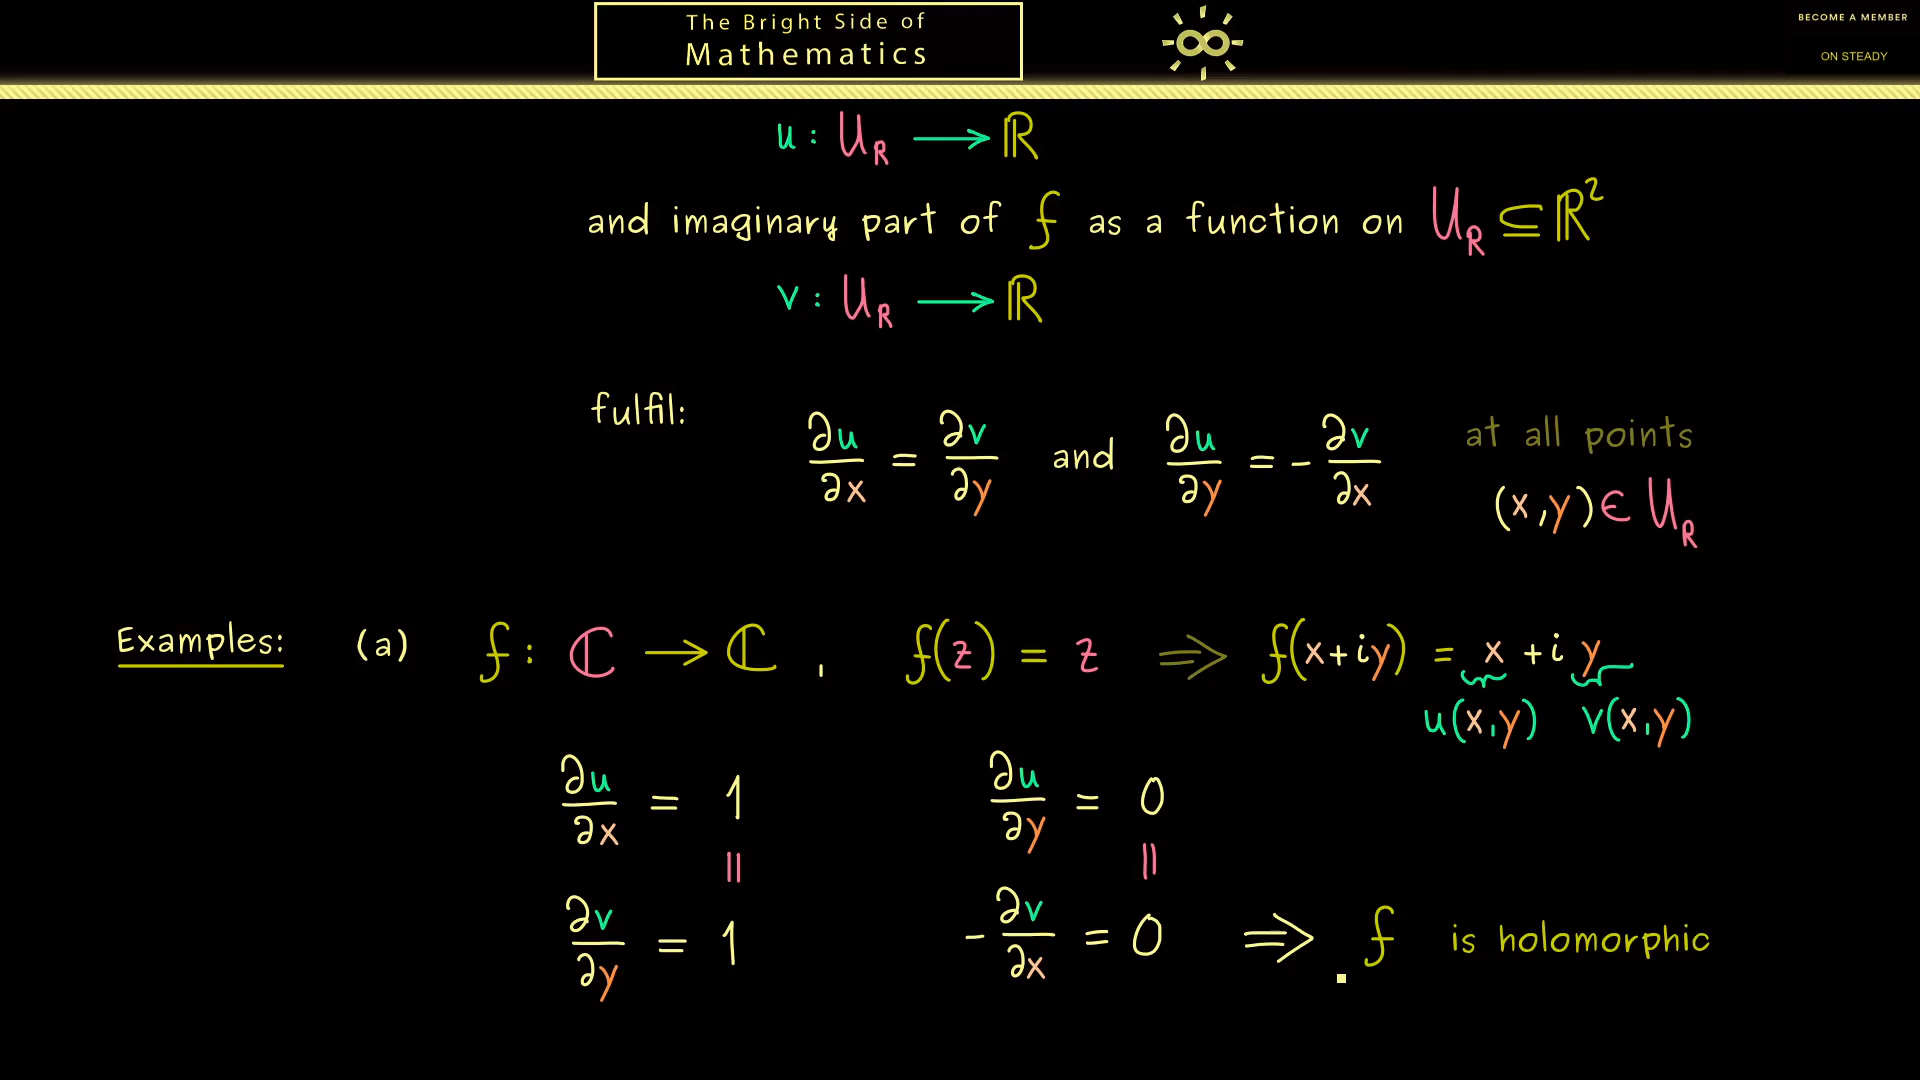 The Bright Side of
Mathematics
BECOME A MEMBER
ON STEADY
u : U_R ⟶ ℝ
and imaginary part of f as a function on U_R ⊆ ℝ²
v : U_R ⟶ ℝ
fulfil: ∂u/∂x = ∂v/∂y and ∂u/∂y = - ∂v/∂x at all points
(x,y) ∈ U_R
Examples: (a) f : ℂ ⟶ ℂ , f(z) = z ⇒ f(x+iy) = x + i y
u(x,y) v(x,y)
∂u/∂x = 1 ∂u/∂y = 0
|| ||
∂v/∂y = 1 - ∂v/∂x = 0 ⇒ f is holomorphic